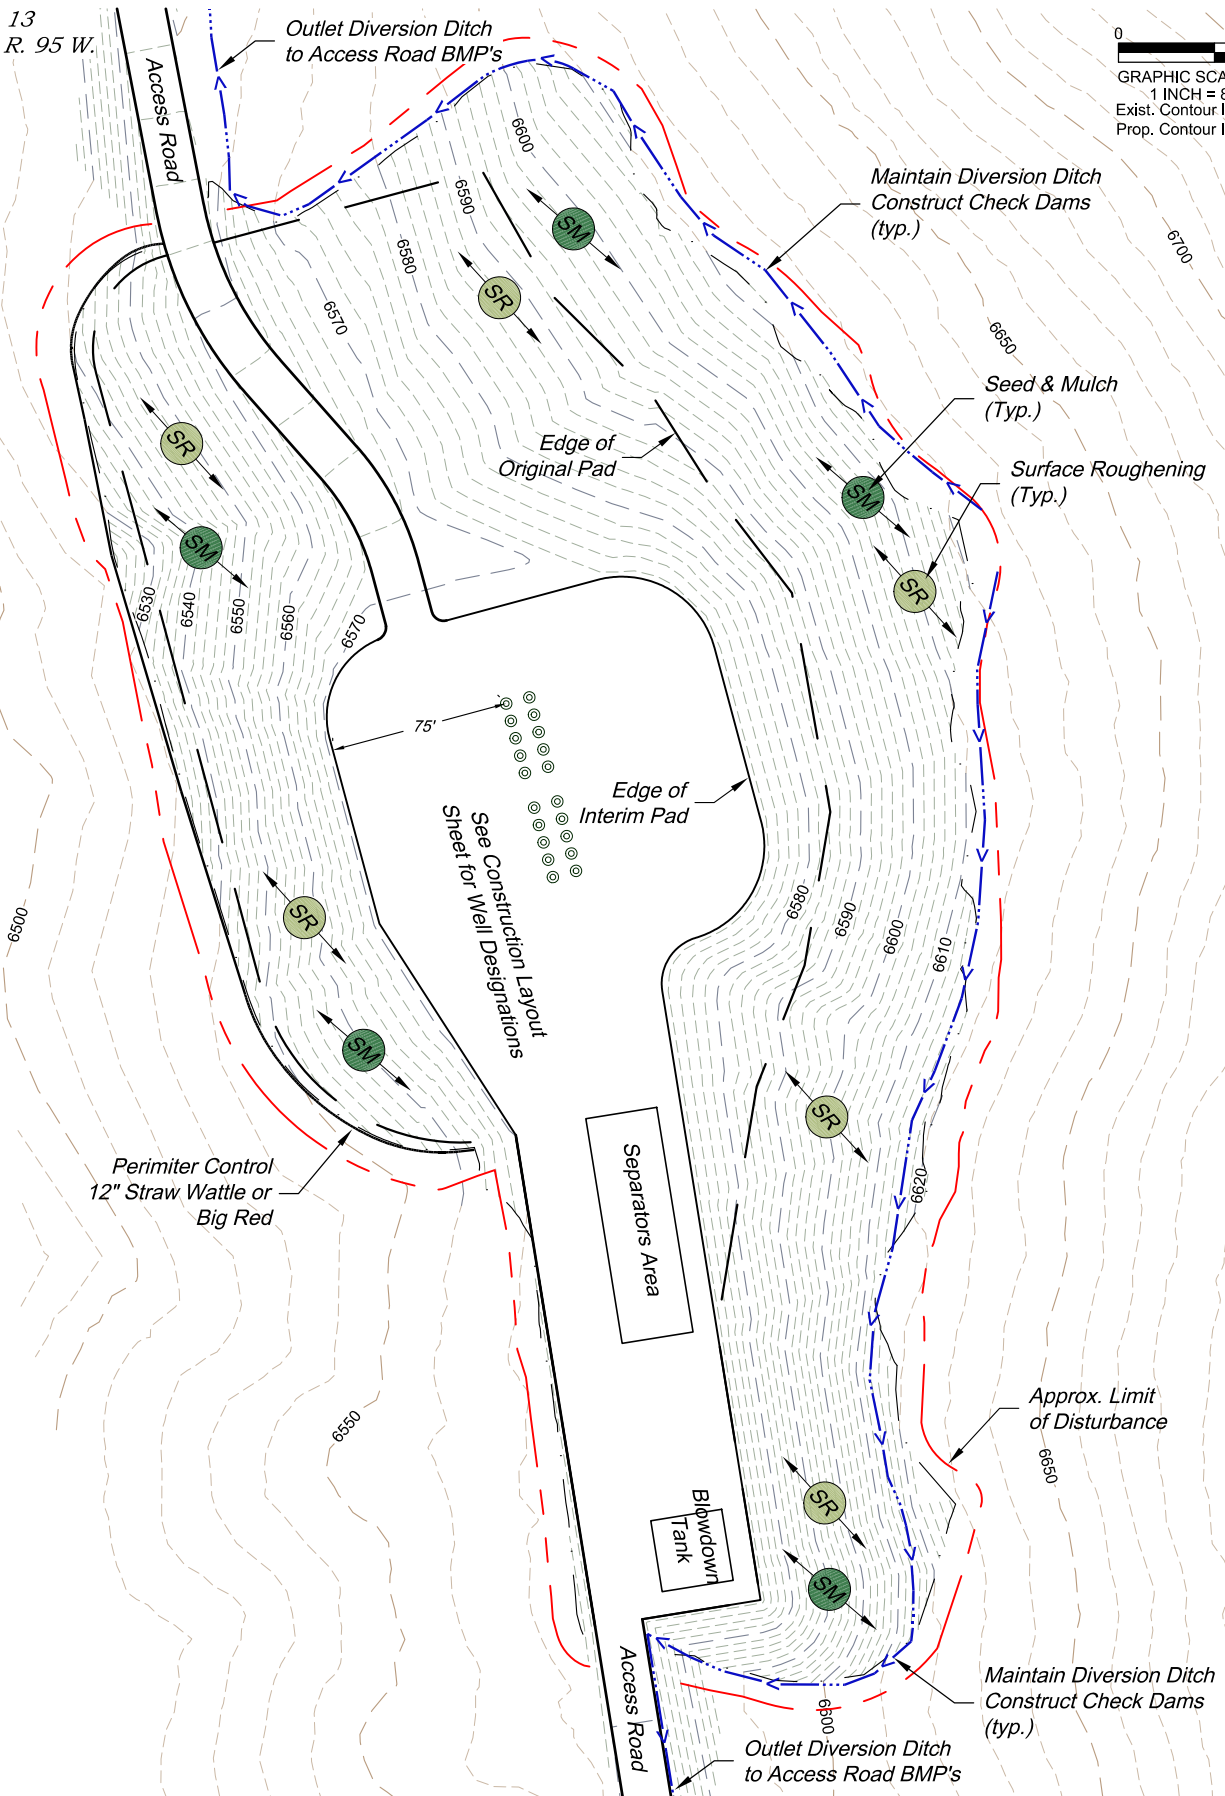 13
R. 95 W.
Outlet Diversion Ditch
to Access Road BMP's
0
GRAPHIC SCA
1 INCH = 8
Exist. Contour I
Prop. Contour I
Access Road
6600
6590
6580
6570
SM
SR
Maintain Diversion Ditch
Construct Check Dams
(typ.)
6700
6650
Seed & Mulch
(Typ.)
Edge of
Original Pad
Surface Roughening
(Typ.)
SR
SM
SM
SR
6530
6540
6550
6560
6570
75'
Edge of
Interim Pad
See Construction Layout
Sheet for Well Designations
6580
6590
6600
6610
6500
SR
SM
SR
Perimiter Control
12" Straw Wattle or
Big Red
Separators Area
6620
6550
Approx. Limit
of Disturbance
6650
SR
Blowdown
Tank
SM
Access Road
6600
Maintain Diversion Ditch
Construct Check Dams
(typ.)
Outlet Diversion Ditch
to Access Road BMP's